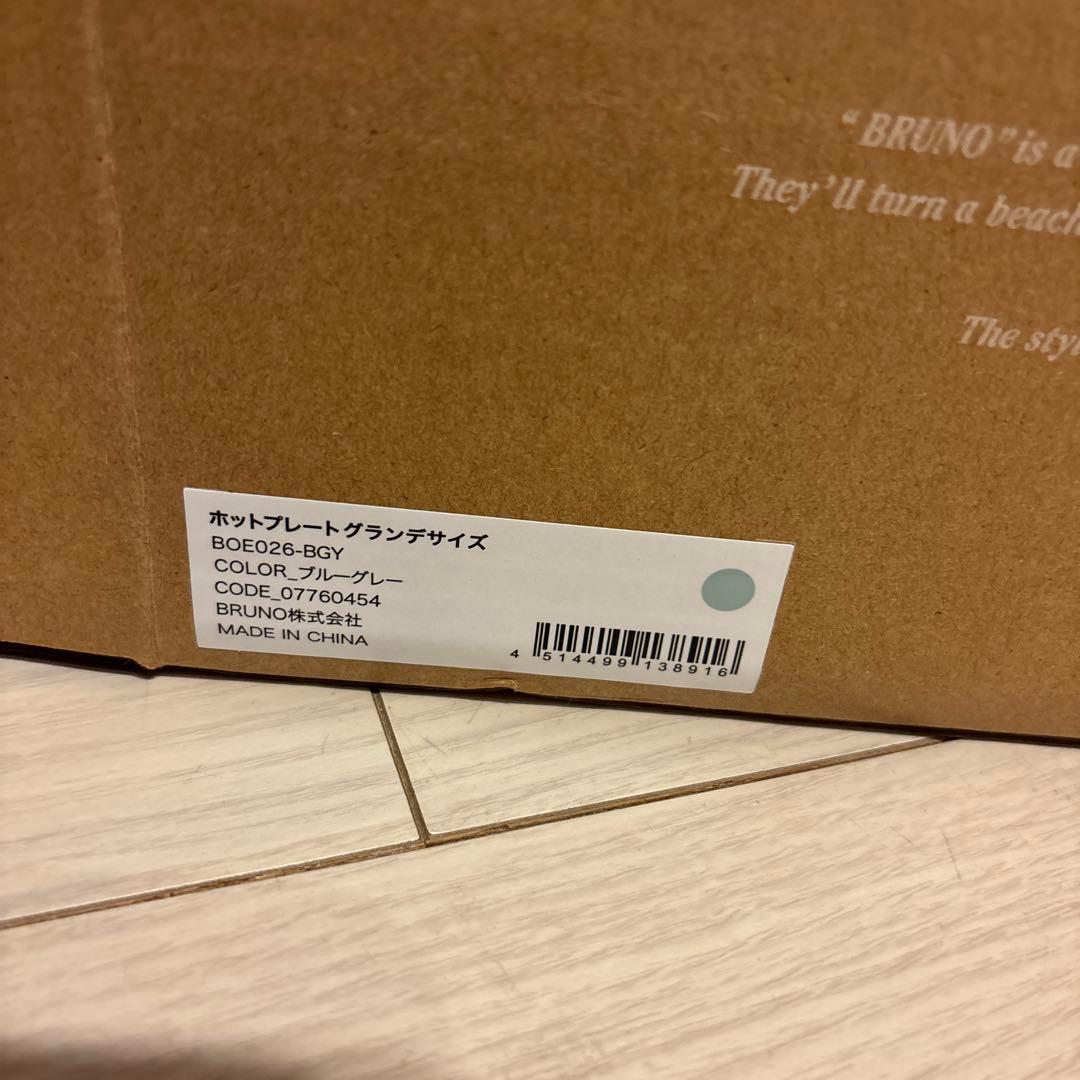 “BRUNO” is a
They’ll turn a beach
The
ホットプレートグランデサイズ
BOE026-BGY
COLOR_ブルーグレー
CODE_07760454
BRUNO株式会社
MADE IN CHINA
4 514499 138916